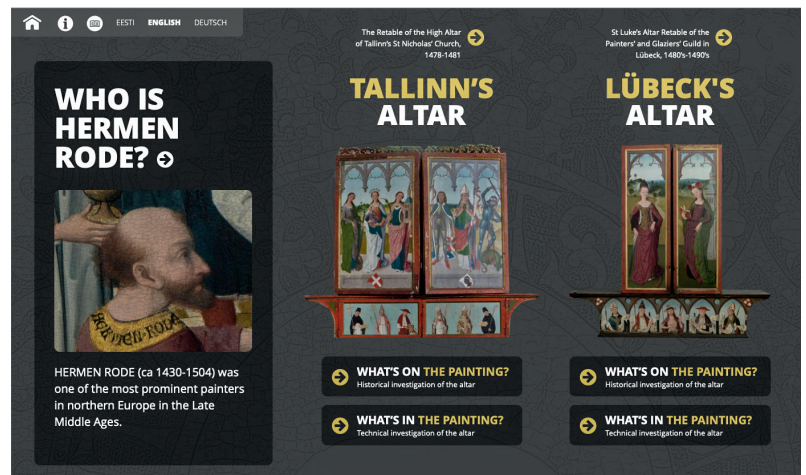 EESTI ENGLISH DEUTSCH
WHO IS
HERMEN
RODE?
HERMEN RODE
HERMEN RODE (ca 1430-1504) was
one of the most prominent painters
in northern Europe in the Late
Middle Ages.
The Retable of the High Altar
of Tallinn's St Nicholas' Church,
1478-1481
TALLINN'S
ALTAR
WHAT'S ON THE PAINTING?
Historical investigation of the altar
WHAT'S IN THE PAINTING?
Technical investigation of the altar
St Luke's Altar Retable of the
Painters' and Glaziers' Guild in
Lübeck, 1480's-1490's
LÜBECK'S
ALTAR
WHAT'S ON THE PAINTING?
Historical investigation of the altar
WHAT'S IN THE PAINTING?
Technical investigation of the altar